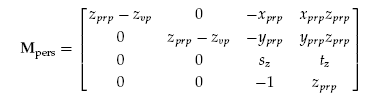 z_prp − z_vp 0 −x_prp x_prp z_prp
0 z_prp − z_vp −y_prp y_prp z_prp
M_pers =
0 0 s_z t_z
0 0 −1 z_prp